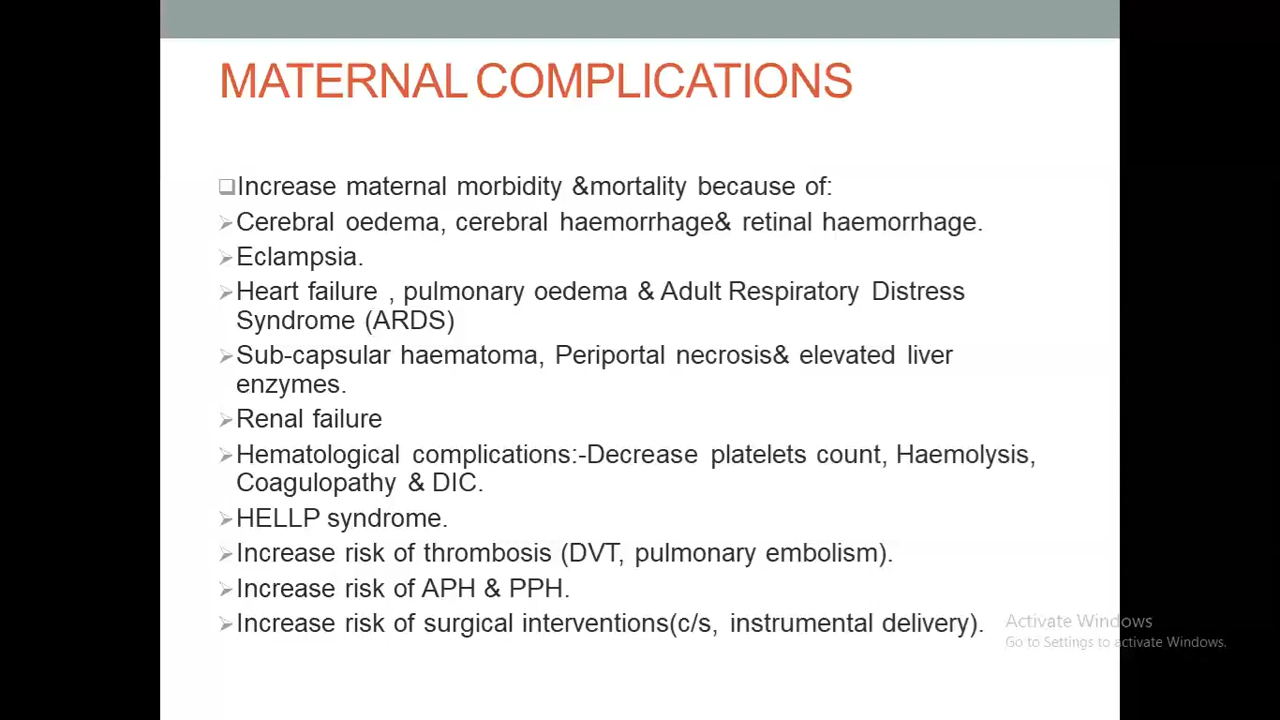 MATERNAL COMPLICATIONS
Increase maternal morbidity &mortality because of:
Cerebral oedema, cerebral haemorrhage& retinal haemorrhage.
Eclampsia.
Heart failure , pulmonary oedema & Adult Respiratory Distress
Syndrome (ARDS)
Sub-capsular haematoma, Periportal necrosis& elevated liver
enzymes.
Renal failure
Hematological complications:-Decrease platelets count, Haemolysis,
Coagulopathy & DIC.
HELLP syndrome.
Increase risk of thrombosis (DVT, pulmonary embolism).
Increase risk of APH & PPH.
Increase risk of surgical interventions(c/s, instrumental delivery).
Activate Windows
Go to Settings to activate Windows.